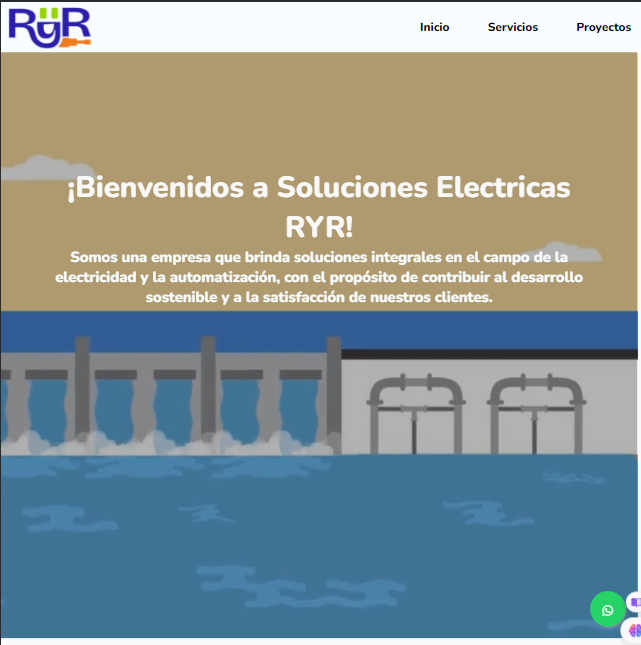 RyR
Inicio Servicios Proyectos
¡Bienvenidos a Soluciones Electricas
RYR!
Somos una empresa que brinda soluciones integrales en el campo de la
electricidad y la automatización, con el propósito de contribuir al desarrollo
sostenible y a la satisfacción de nuestros clientes.